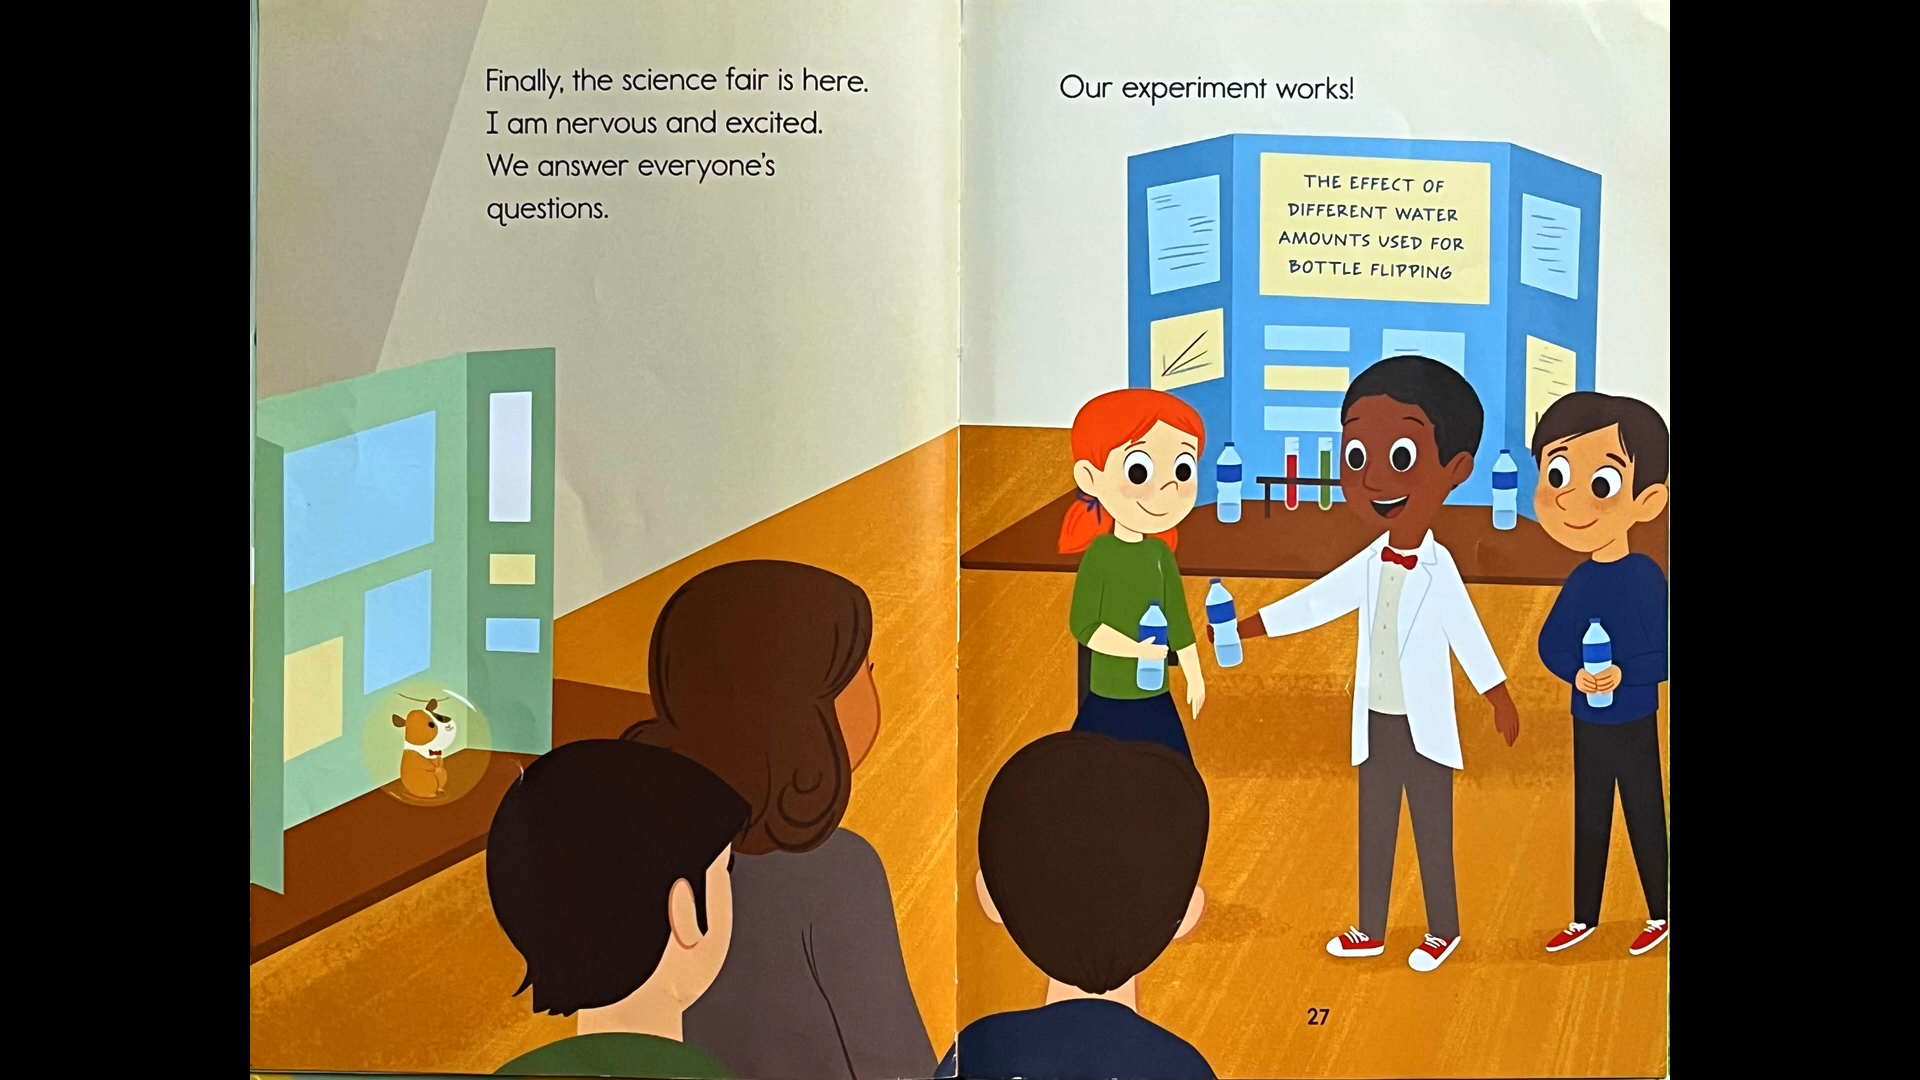 Finally, the science fair is here.
I am nervous and excited.
We answer everyone's
questions.
Our experiment works!
THE EFFECT OF
DIFFERENT WATER
AMOUNTS USED FOR
BOTTLE FLIPPING
27